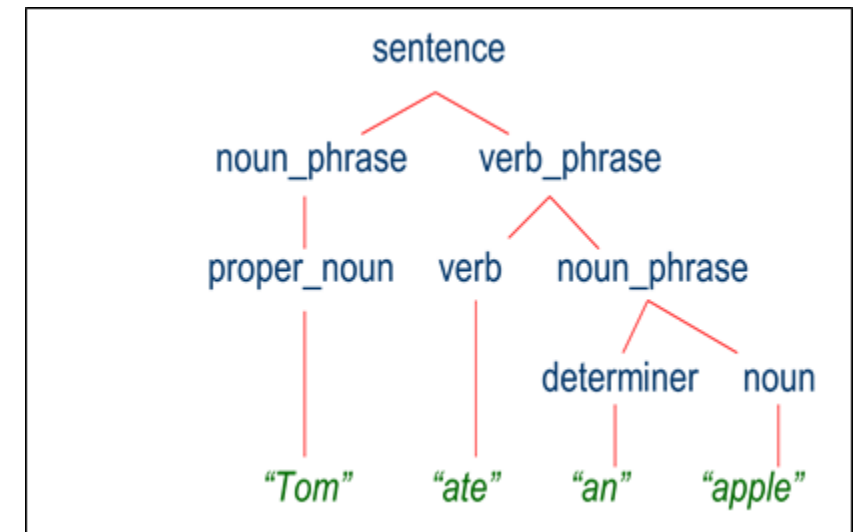 sentence
noun_phrase verb_phrase
proper_noun verb noun_phrase
determiner noun
“Tom” “ate” “an” “apple”